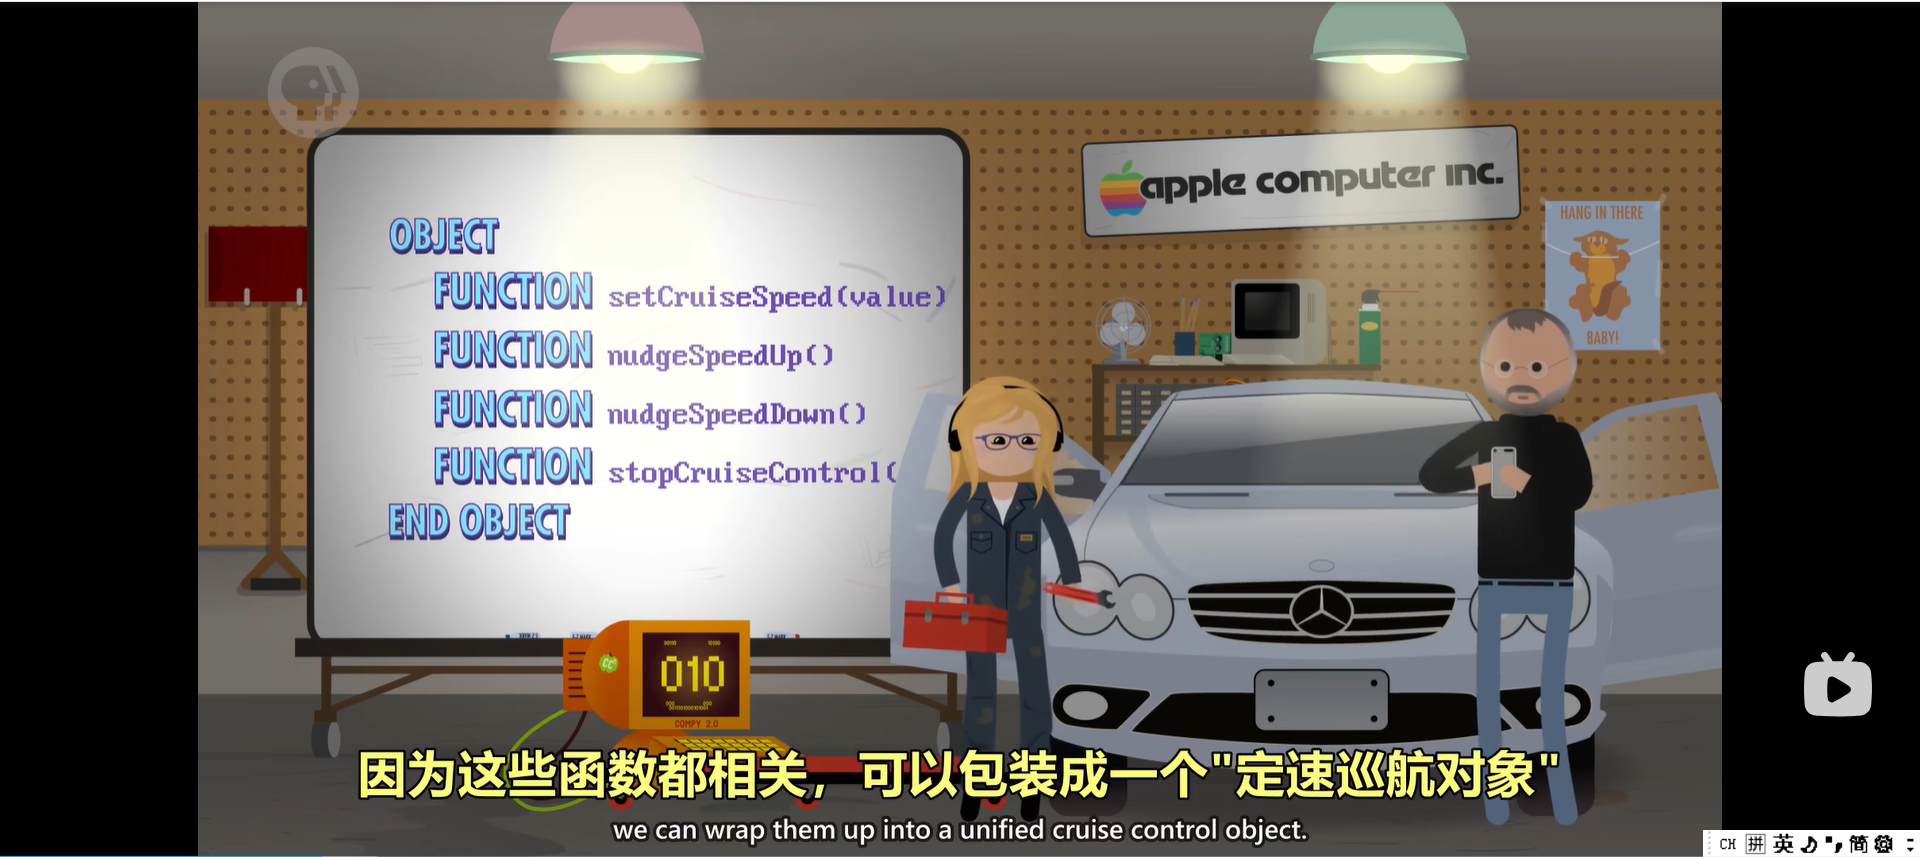 OBJECT
FUNCTION setCruiseSpeed(value)
FUNCTION nudgeSpeedUp()
FUNCTION nudgeSpeedDown()
FUNCTION stopCruiseControl(
END OBJECT
apple computer inc.
HANG IN THERE
BABY!
CC
010
COMPY 2.0
因为这些函数都相关，可以包装成一个"定速巡航对象"
we can wrap them up into a unified cruise control object.
CH 拼 英 简